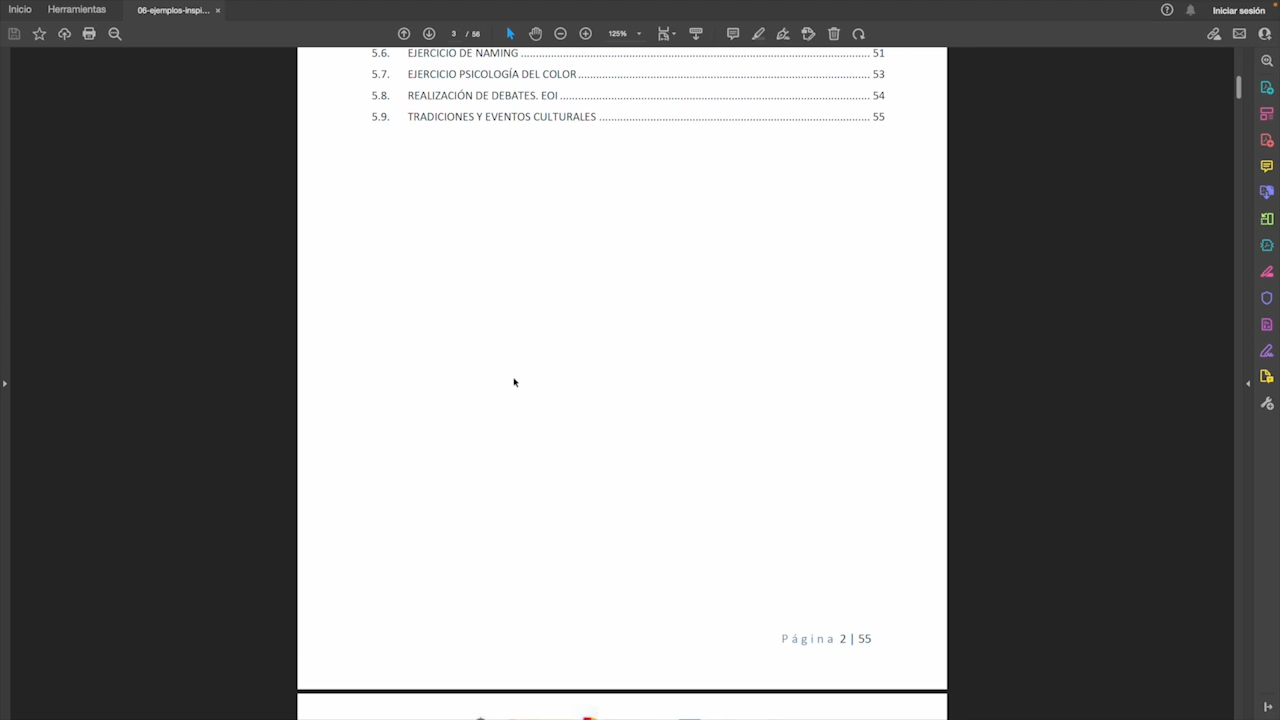 Inicio
Herramientas
06-ejemplos-inspi... ×
Iniciar sesión
3 / 56
125%
5.6. EJERCICIO DE NAMING ........ 51
5.7. EJERCICIO PSICOLOGÍA DEL COLOR ........ 53
5.8. REALIZACIÓN DE DEBATES. EOI ........ 54
5.9. TRADICIONES Y EVENTOS CULTURALES ........ 55
Página 2 | 55